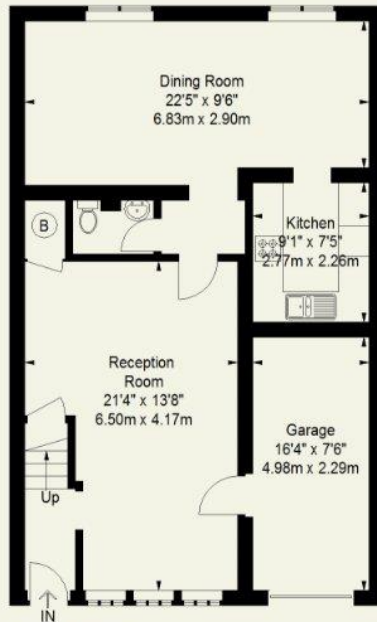 Dining Room
22'5" x 9'6"
6.83m x 2.90m
B
Kitchen
9'1" x 7'5"
2.77m x 2.26m
Reception
Room
21'4" x 13'8"
6.50m x 4.17m
Garage
16'4" x 7'6"
4.98m x 2.29m
Up
IN